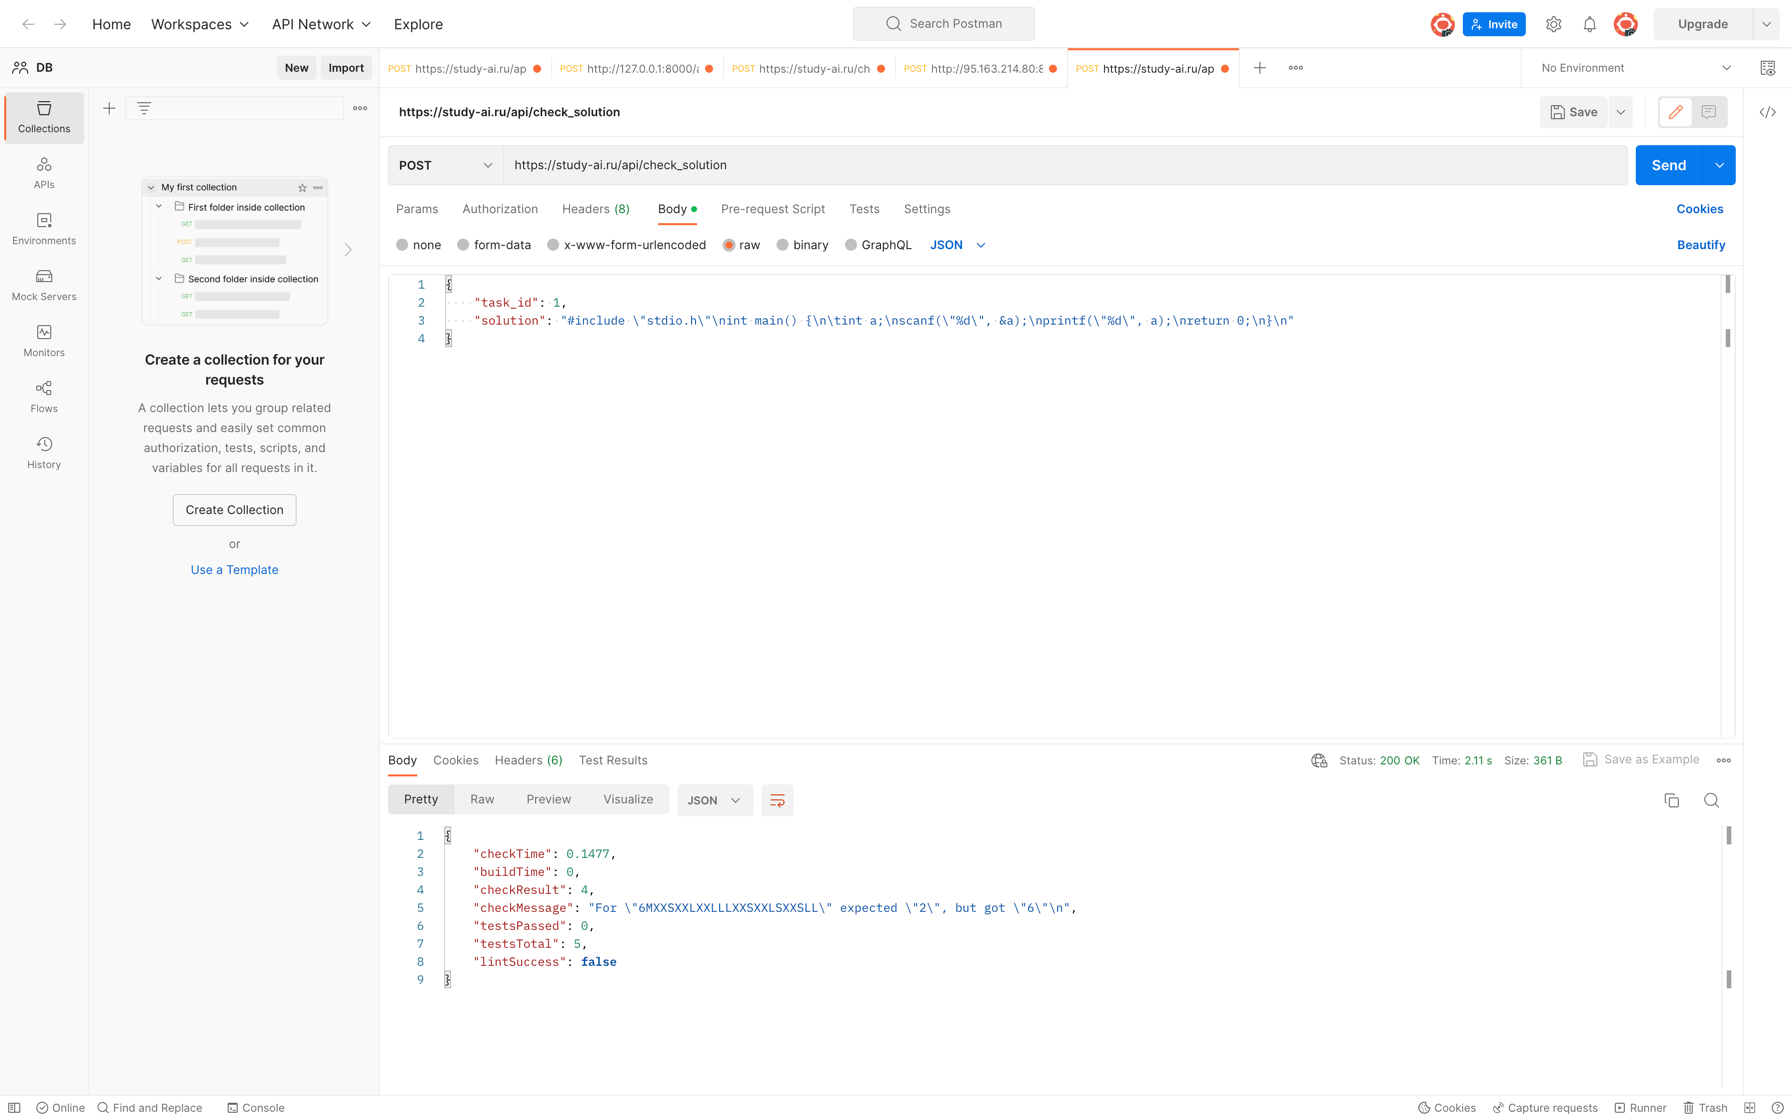 Home Workspaces API Network Explore Search Postman Invite Upgrade
DB New Import POST https://study-ai.ru/ap POST http://127.0.0.1:8000/a POST https://study-ai.ru/ch POST http://95.163.214.80:8 POST https://study-ai.ru/ap No Environment
Collections
APIs
Environments
Mock Servers
Monitors
Flows
History
My first collection
First folder inside collection
GET
POST
GET
Second folder inside collection
GET
GET
Create a collection for your
requests
A collection lets you group related
requests and easily set common
authorization, tests, scripts, and
variables for all requests in it.
Create Collection
or
Use a Template
https://study-ai.ru/api/check_solution Save
POST https://study-ai.ru/api/check_solution Send
Params Authorization Headers (8) Body Pre-request Script Tests Settings Cookies
none form-data x-www-form-urlencoded raw binary GraphQL JSON Beautify
1 {
2 ····"task_id":·1,
3 ····"solution":·"#include·\"stdio.h\"\nint·main()·{\n\tint·a;\nscanf(\"%d\",·&a);\nprintf(\"%d\",·a);\nreturn·0;\n}\n"
4 }
Body Cookies Headers (6) Test Results Status: 200 OK Time: 2.11 s Size: 361 B Save as Example
Pretty Raw Preview Visualize JSON
1 {
2 "checkTime": 0.1477,
3 "buildTime": 0,
4 "checkResult": 4,
5 "checkMessage": "For \"6MXXSXXLXXLLLXXSXXLSXXSLL\" expected \"2\", but got \"6\"\n",
6 "testsPassed": 0,
7 "testsTotal": 5,
8 "lintSuccess": false
9 }
Online Find and Replace Console Cookies Capture requests Runner Trash